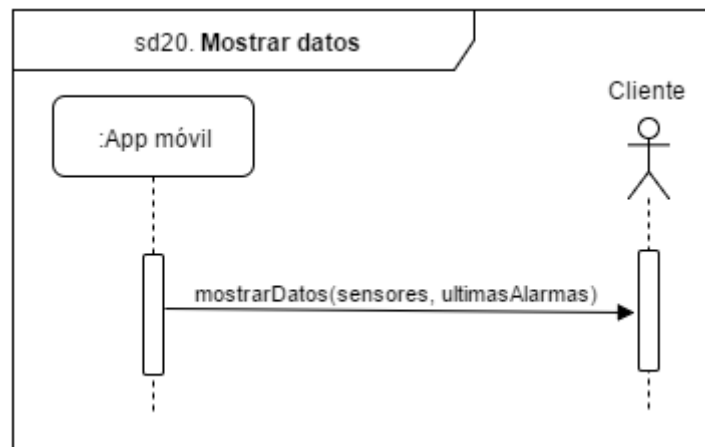 sd20. Mostrar datos
Cliente
:App móvil
mostrarDatos(sensores, ultimasAlarmas)